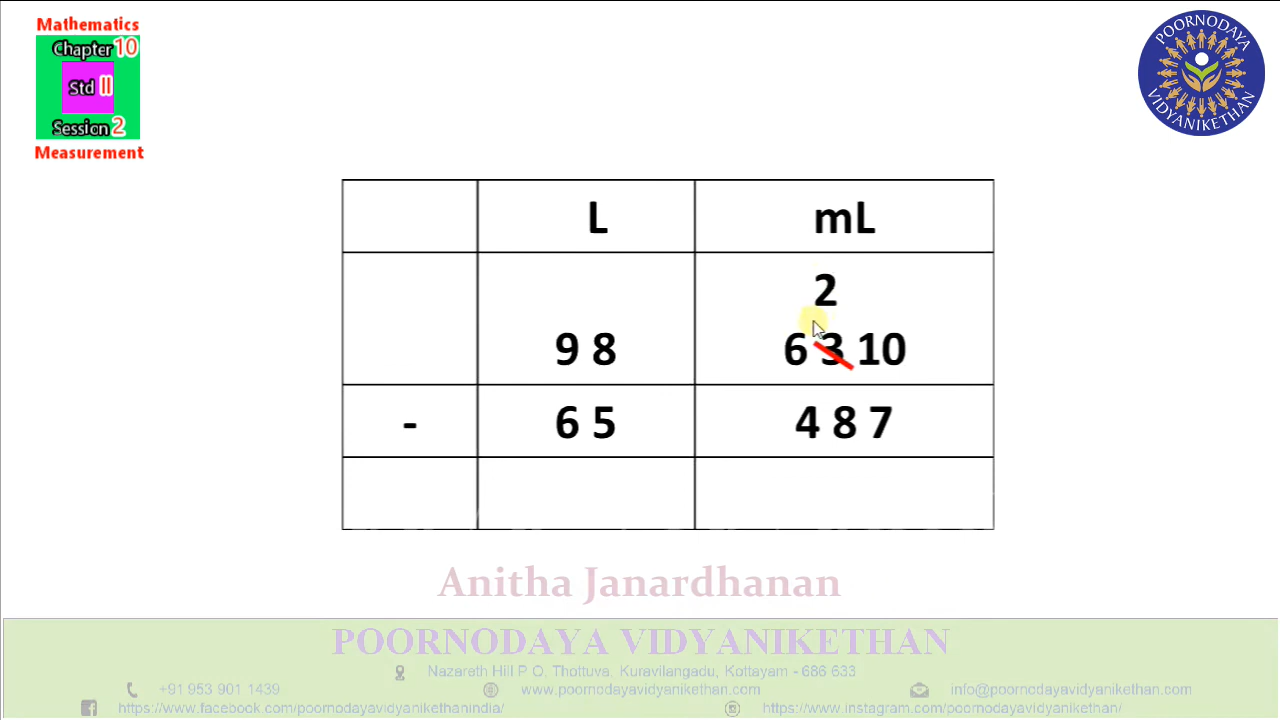 Mathematics
Chapter 10
Std II
Session 2
Measurement
POORNODAYA
VIDYANIKETHAN
L mL
2
9 8 6 3 10
- 6 5 4 8 7
Anitha Janardhanan
POORNODAYA VIDYANIKETHAN
Nazareth Hill P O, Thottuva, Kuravilangadu, Kottayam - 686 633
+91 953 901 1439 www.poornodayavidyanikethan.com info@poornodayavidyanikethan.com
https://www.facebook.com/poornodayavidyanikethanindia/ https://www.instagram.com/poornodayavidyanikethan/